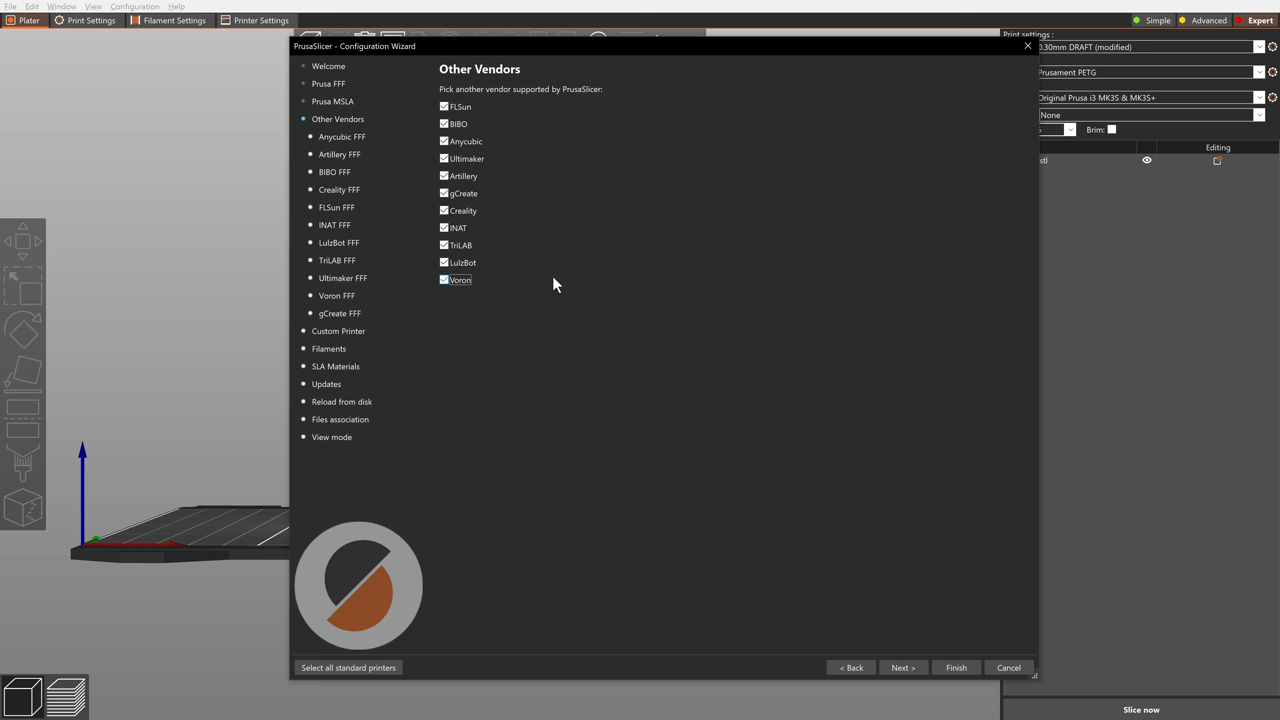 File Edit Window View Configuration Help
Plater Print Settings Filament Settings Printer Settings Simple Advanced Expert
Print settings :
0.30mm DRAFT (modified)
Prusament PETG
Original Prusa i3 MK3S & MK3S+
None
Brim:
Editing
stl
PrusaSlicer - Configuration Wizard
Welcome
Prusa FFF
Prusa MSLA
Other Vendors
Anycubic FFF
Artillery FFF
BIBO FFF
Creality FFF
FLSun FFF
INAT FFF
LulzBot FFF
TriLAB FFF
Ultimaker FFF
Voron FFF
gCreate FFF
Custom Printer
Filaments
SLA Materials
Updates
Reload from disk
Files association
View mode
Other Vendors
Pick another vendor supported by PrusaSlicer:
FLSun
BIBO
Anycubic
Ultimaker
Artillery
gCreate
Creality
INAT
TriLAB
LulzBot
Voron
Select all standard printers < Back Next > Finish Cancel
Slice now